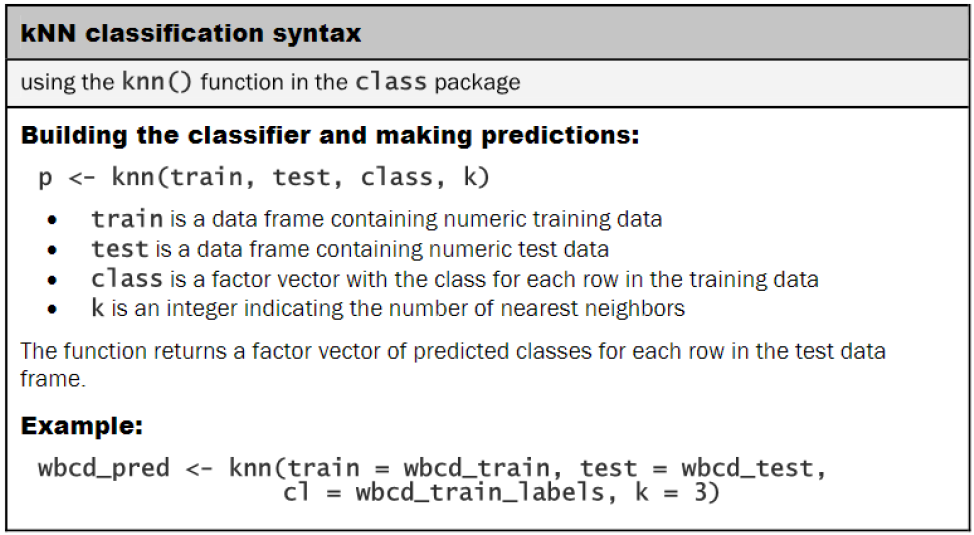 kNN classification syntax
using the knn() function in the class package
Building the classifier and making predictions:
p <- knn(train, test, class, k)
• train is a data frame containing numeric training data
• test is a data frame containing numeric test data
• class is a factor vector with the class for each row in the training data
• k is an integer indicating the number of nearest neighbors
The function returns a factor vector of predicted classes for each row in the test data
frame.
Example:
wbcd_pred <- knn(train = wbcd_train, test = wbcd_test,
cl = wbcd_train_labels, k = 3)